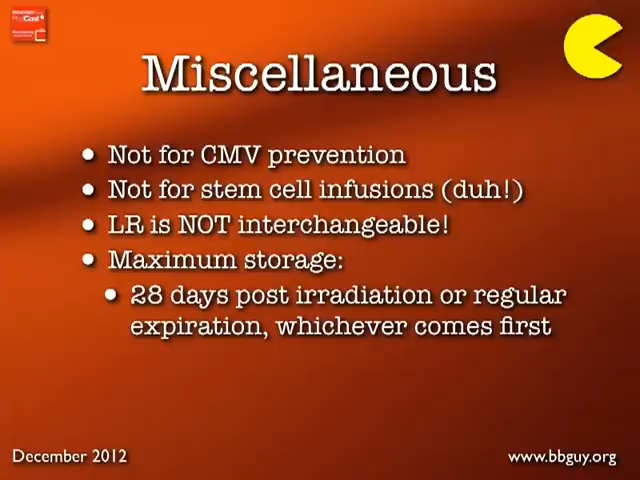 Miscellaneous
• Not for CMV prevention
• Not for stem cell infusions (duh!)
• LR is NOT interchangeable!
• Maximum storage:
• 28 days post irradiation or regular
expiration, whichever comes first
December 2012
www.bbguy.org